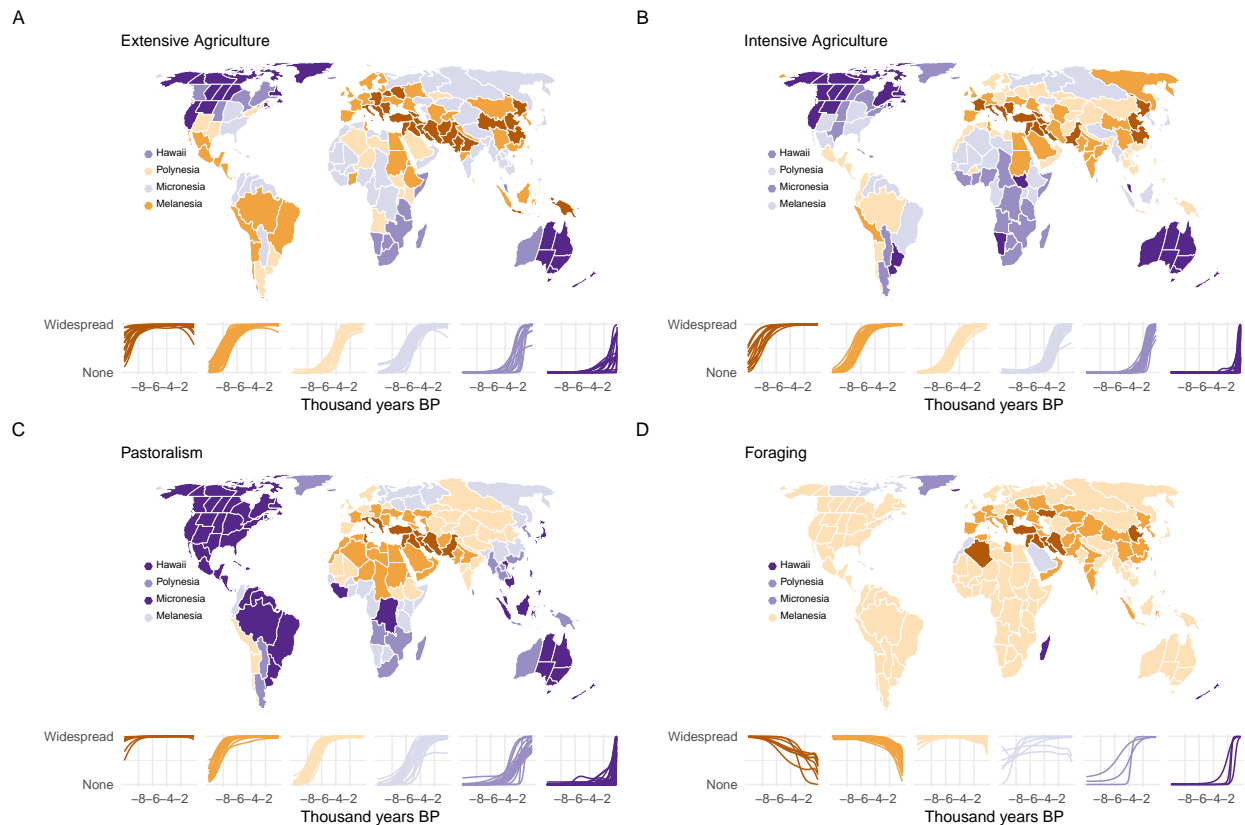 A
Extensive Agriculture
Hawaii
Polynesia
Micronesia
Melanesia
Widespread
None
−8−6−4−2 −8−6−4−2 −8−6−4−2 −8−6−4−2 −8−6−4−2 −8−6−4−2
Thousand years BP
B
Intensive Agriculture
Hawaii
Polynesia
Micronesia
Melanesia
Widespread
None
−8−6−4−2 −8−6−4−2 −8−6−4−2 −8−6−4−2 −8−6−4−2 −8−6−4−2
Thousand years BP
C
Pastoralism
Hawaii
Polynesia
Micronesia
Melanesia
Widespread
None
−8−6−4−2 −8−6−4−2 −8−6−4−2 −8−6−4−2 −8−6−4−2 −8−6−4−2
Thousand years BP
D
Foraging
Hawaii
Polynesia
Micronesia
Melanesia
Widespread
None
−8−6−4−2 −8−6−4−2 −8−6−4−2 −8−6−4−2 −8−6−4−2 −8−6−4−2
Thousand years BP